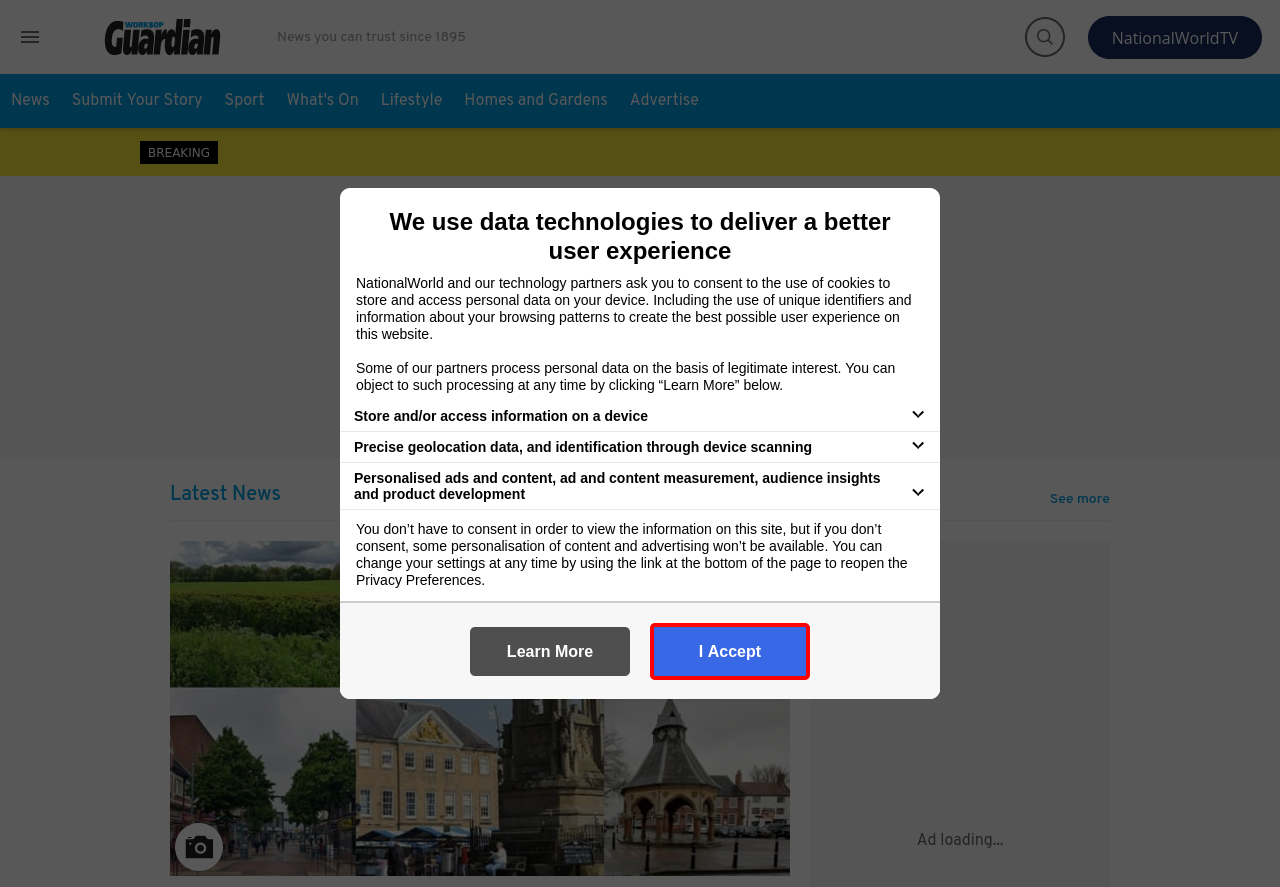 WORKSOP
Guardian
News you can trust since 1895
NationalWorldTV
News Submit Your Story Sport What's On Lifestyle Homes and Gardens Advertise
BREAKING
We use data technologies to deliver a better
user experience
NationalWorld and our technology partners ask you to consent to the use of cookies to
store and access personal data on your device. Including the use of unique identifiers and
information about your browsing patterns to create the best possible user experience on
this website.
Some of our partners process personal data on the basis of legitimate interest. You can
object to such processing at any time by clicking “Learn More” below.
Store and/or access information on a device
Precise geolocation data, and identification through device scanning
Personalised ads and content, ad and content measurement, audience insights
and product development
You don’t have to consent in order to view the information on this site, but if you don’t
consent, some personalisation of content and advertising won’t be available. You can
change your settings at any time by using the link at the bottom of the page to reopen the
Privacy Preferences.
Learn More
I Accept
Latest News
See more
Ad loading...